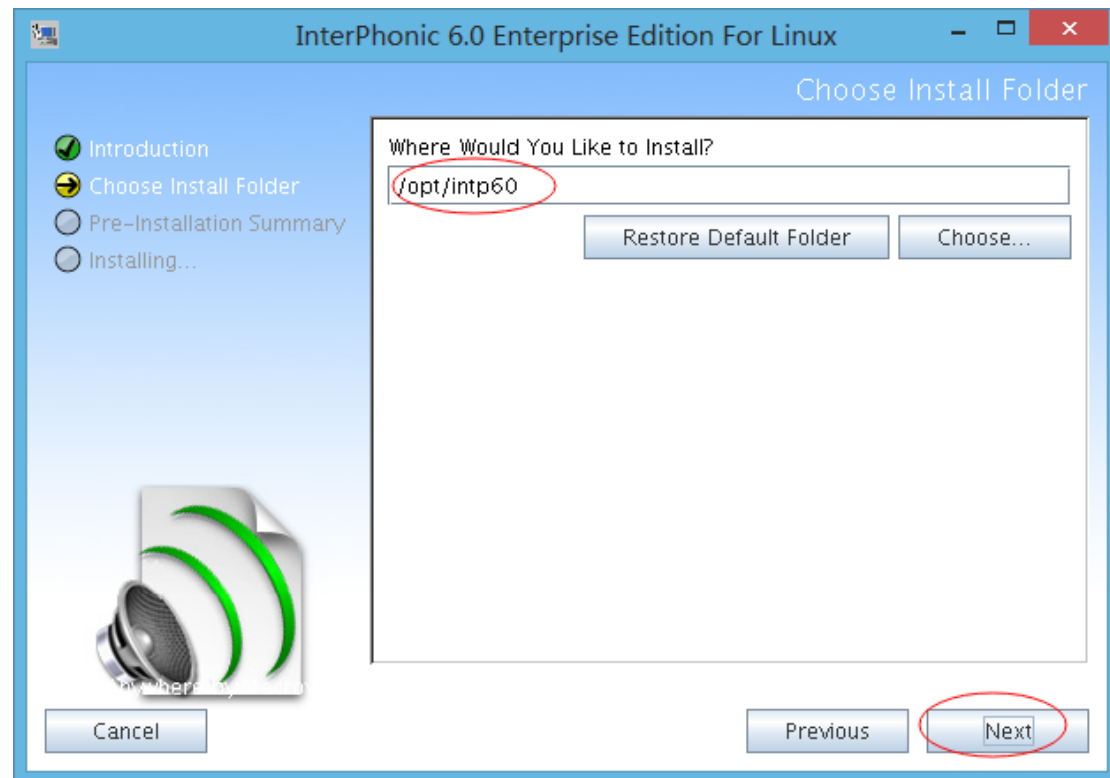 InterPhonic 6.0 Enterprise Edition For Linux
Choose Install Folder
Introduction
Choose Install Folder
Pre-Installation Summary
Installing...
Where Would You Like to Install?
/opt/intp60
Restore Default Folder
Choose...
Cancel
Previous
Next